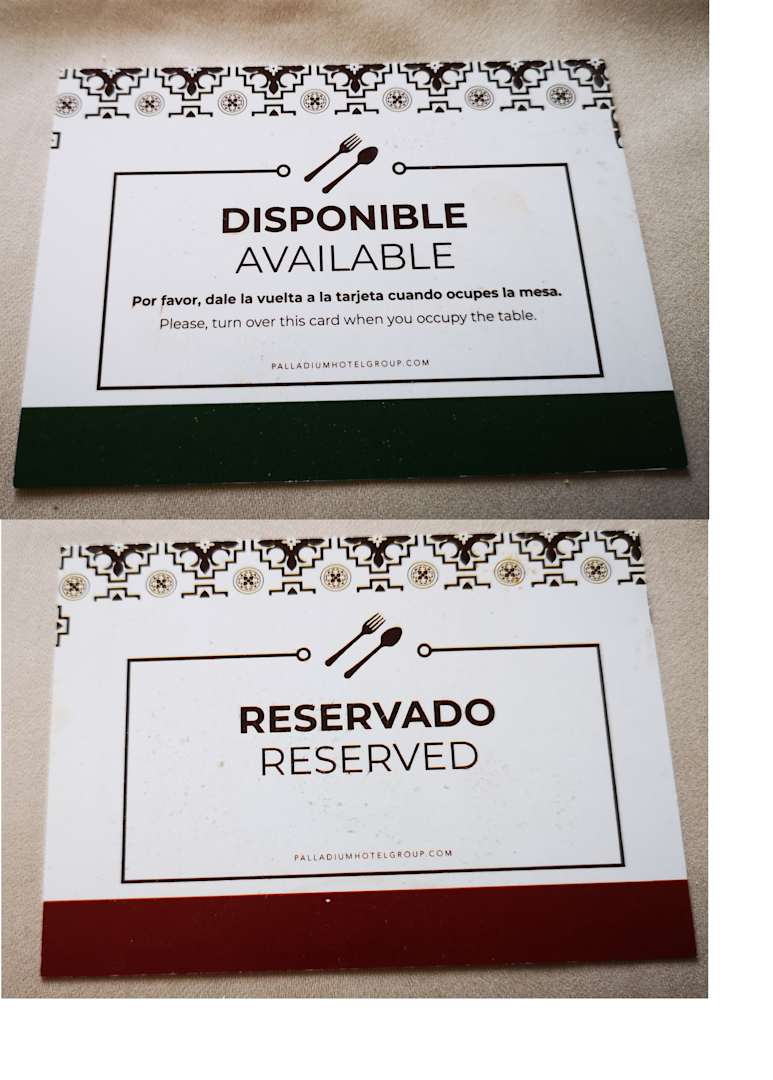 DISPONIBLE
AVAILABLE
Por favor, dale la vuelta a la tarjeta cuando ocupes la mesa.
Please, turn over this card when you occupy the table.
PALLADIUMHOTELGROUP.COM
RESERVADO
RESERVED
PALLADIUMHOTELGROUP.COM